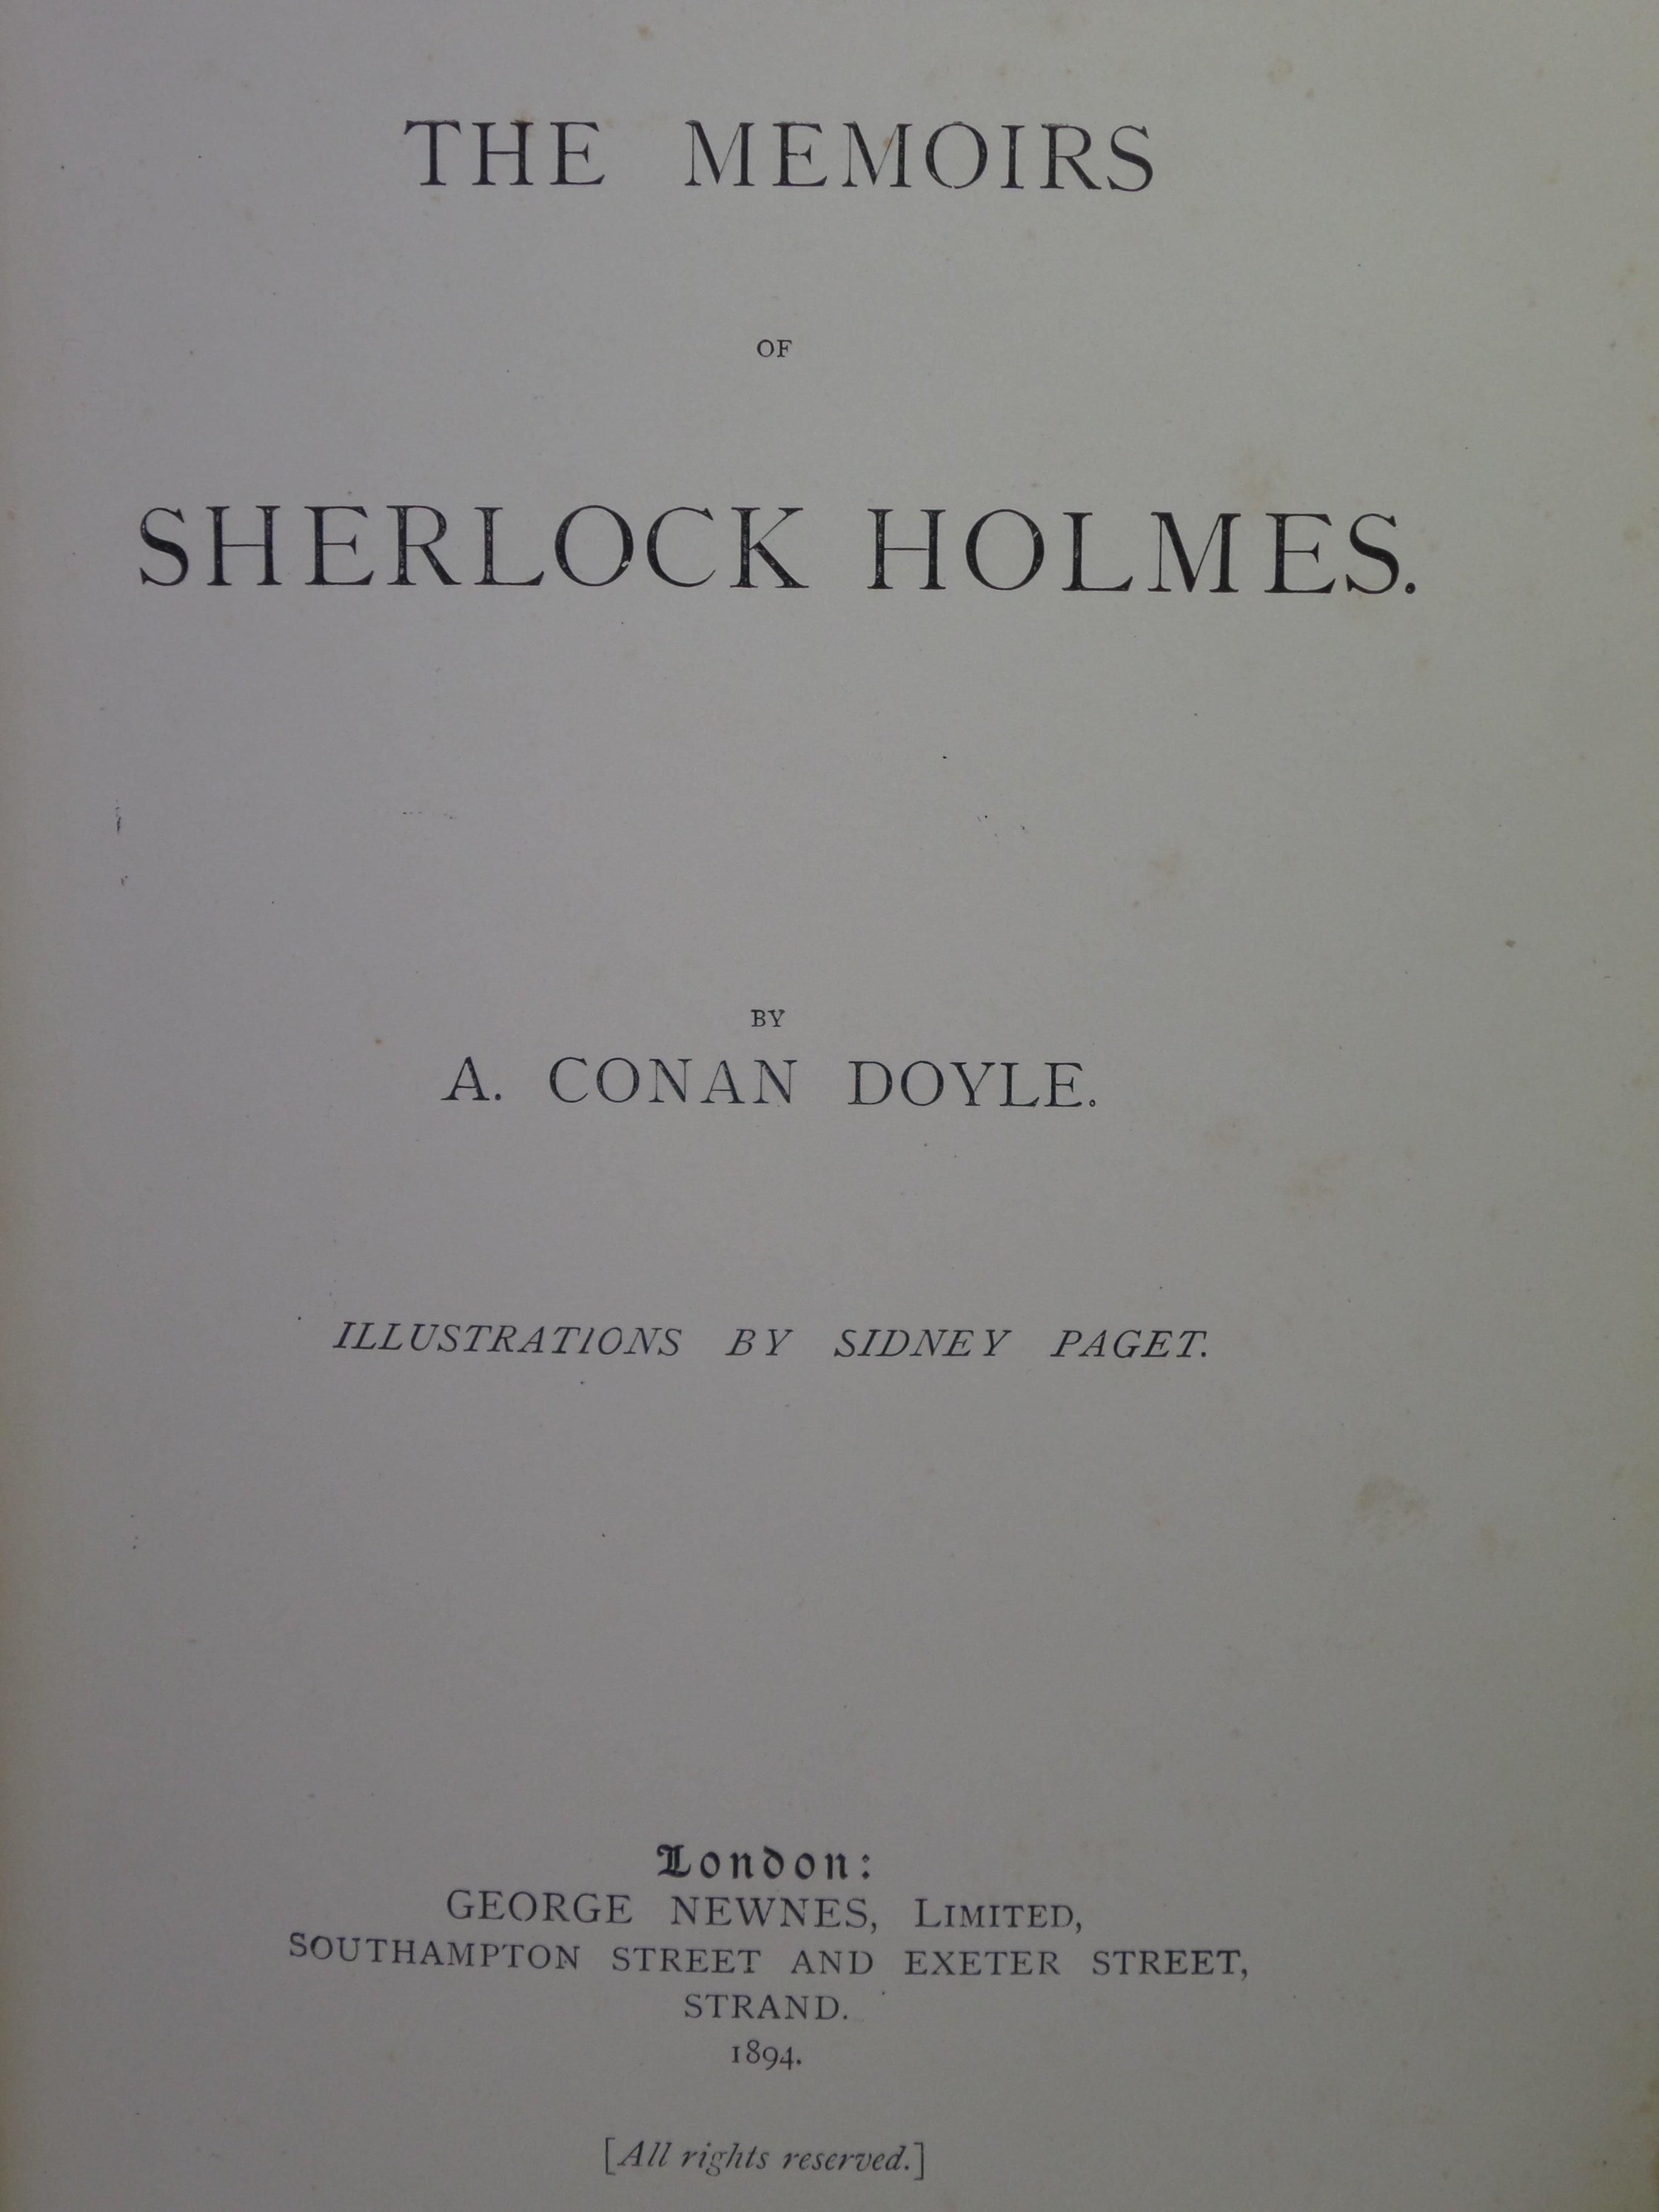 THE MEMOIRS
OF
SHERLOCK HOLMES.
BY
A. CONAN DOYLE.
ILLUSTRATIONS BY SIDNEY PAGET.
London:
GEORGE NEWNES, LIMITED,
SOUTHAMPTON STREET AND EXETER STREET,
STRAND.
1894.
[All rights reserved.]